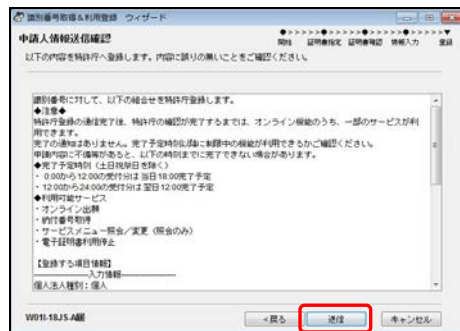 識別番号取得&利用登録 ウィザード
申請人情報送信確認
●>>>>>●>>>>>●>>>>>●>>>>>▼
開始 証明書指定 証明書確認 情報入力 登録
以下の内容を特許庁へ登録します。内容に誤りの無いことをご確認ください。
識別番号に対して、以下の組合せを特許庁登録します。
◆注意◆
特許庁登録の通信完了後、特許庁の確認が完了するまでは、オンライン機能のうち、一部のサービスが利
用できます。
完了の通知はありません。完了予定時刻以降に制限中の機能が利用できるかご確認ください。
申請内容に不備等があると、以下の時刻までに完了できない場合があります。
◆完了予定時刻(土日祝祭日を除く)
・ 0:00から12:00の受付分は当日18:00完了予定
・ 12:00から24:00の受付分は翌日12:00完了予定
◆利用可能サービス
・オンライン出願
・納付番号取得
・サービスメニュー照会/変更(照会のみ)
・電子証明書利用停止
【登録する項目情報】
――――――入力情報――――――
個人法人種別:個人
W01I-18JS-A紙
<戻る 送信 キャンセル